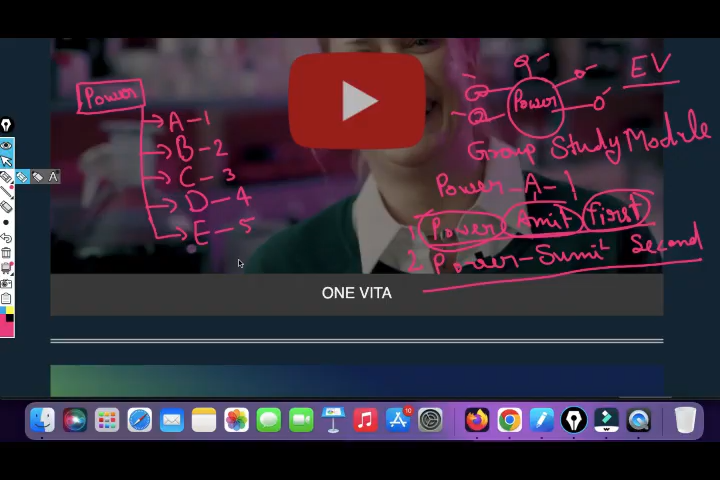 Power
A-1
B-2
C-3
D-4
E-5
EV
Power
Group Study Module
Power-A-1
1 Power Amit First
2 Power-Sumit Second
ONE VITA
A
10